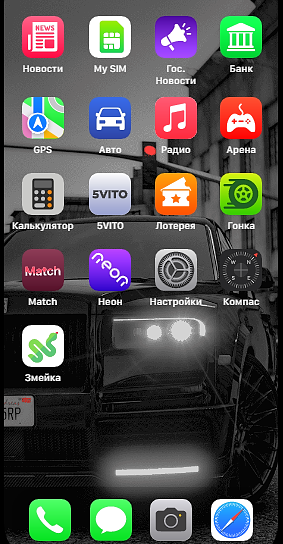 NEWS
Новости
My SIM
Гос.
Новости
Банк
GPS
Авто
Радио
Арена
5VITO
Калькулятор
5VITO
Лотерея
Гонка
Match
neon
N
W
E
S
Match
Неон
Настройки
Компас
Змейка
5RP